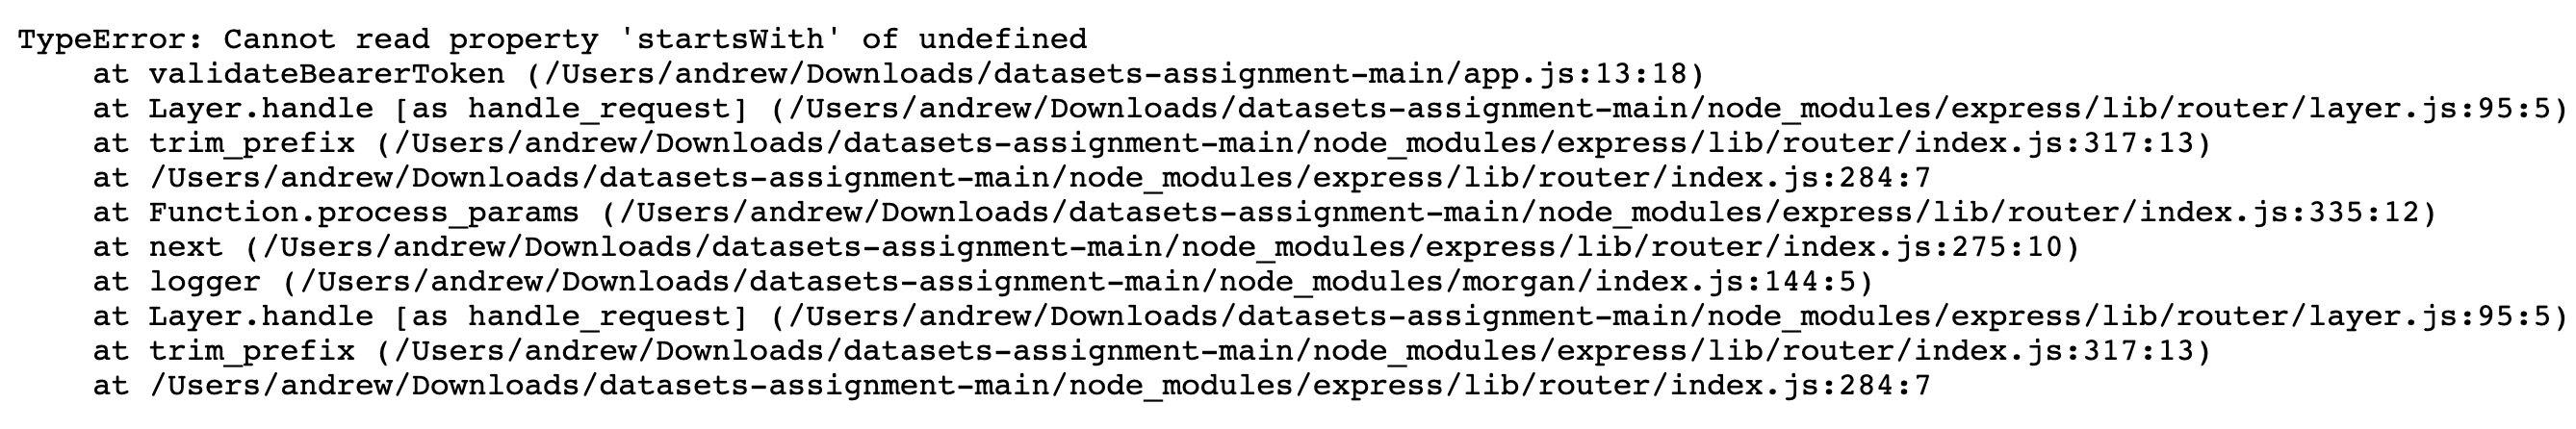 TypeError: Cannot read property 'startsWith' of undefined
    at validateBearerToken (/Users/andrew/Downloads/datasets-assignment-main/app.js:13:18)
    at Layer.handle [as handle_request] (/Users/andrew/Downloads/datasets-assignment-main/node_modules/express/lib/router/layer.js:95:5)
    at trim_prefix (/Users/andrew/Downloads/datasets-assignment-main/node_modules/express/lib/router/index.js:317:13)
    at /Users/andrew/Downloads/datasets-assignment-main/node_modules/express/lib/router/index.js:284:7
    at Function.process_params (/Users/andrew/Downloads/datasets-assignment-main/node_modules/express/lib/router/index.js:335:12)
    at next (/Users/andrew/Downloads/datasets-assignment-main/node_modules/express/lib/router/index.js:275:10)
    at logger (/Users/andrew/Downloads/datasets-assignment-main/node_modules/morgan/index.js:144:5)
    at Layer.handle [as handle_request] (/Users/andrew/Downloads/datasets-assignment-main/node_modules/express/lib/router/layer.js:95:5)
    at trim_prefix (/Users/andrew/Downloads/datasets-assignment-main/node_modules/express/lib/router/index.js:317:13)
    at /Users/andrew/Downloads/datasets-assignment-main/node_modules/express/lib/router/index.js:284:7